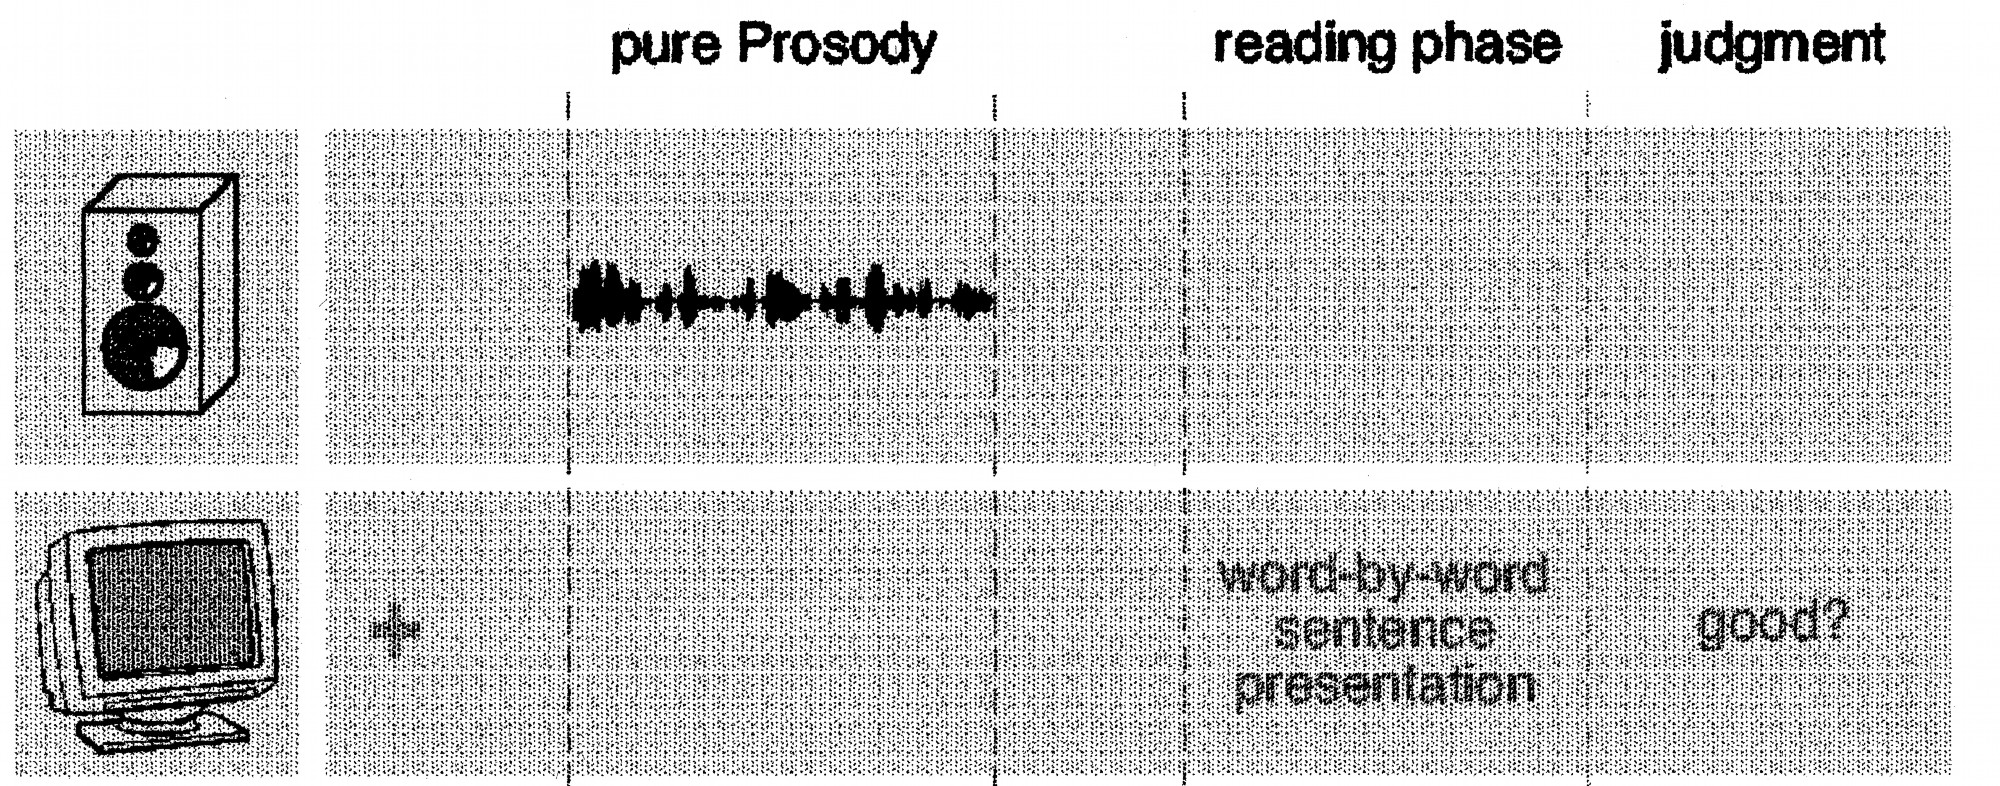 pure Prosody
reading phase
judgment
word-by-word
sentence
presentation
good?